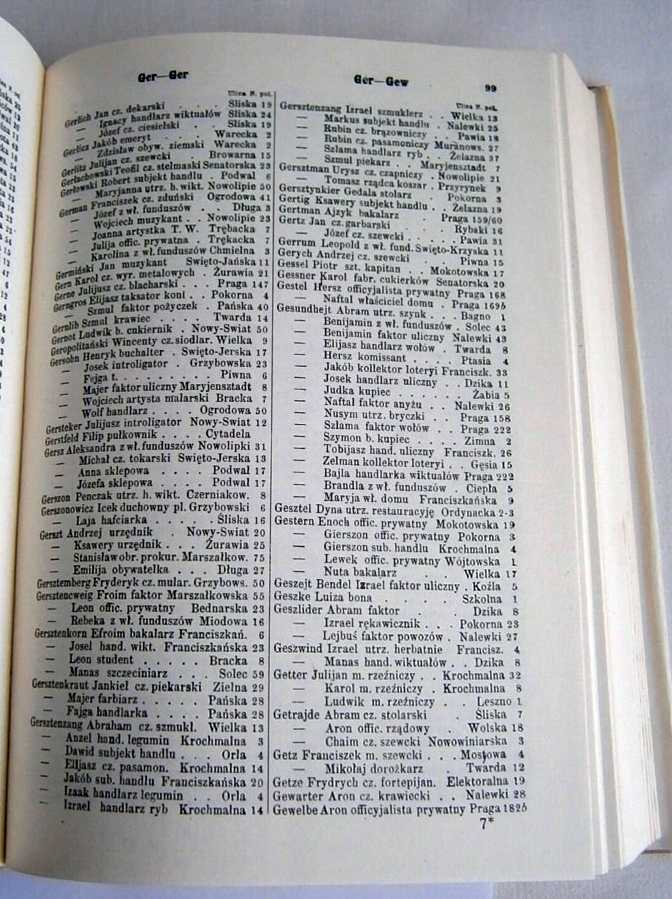 Ger—Ger
Ulica N. pol.
Gerlich Jan cz. dekarski . . . Śliska 19
— Ignacy handlarz wiktuałów Śliska 24
— Józef cz. ciesielski . . Śliska 19
Gerlicz Jakób emeryt . . Warecka 2
— Zdzisław obyw. ziemski Warecka 2
Gerlitz Julijan cz. szewcki . Browarna 15
Gerlachowski Teofil cz. stelmaski Senatorska 28
Gerłowski Robert subjekt handlu . Podwal 6
— Maryjanna utrz. h. wikt. Nowolipie 50
German Franciszek cz. zduński Ogrodowa 41
— Józef z wł. funduszów . Długa 3
— Wojciech muzykant . . Nowolipie 23
— Joanna artystka T. W. Trębacka 7
— Julija offic. prywatna . Trękacka 7
— Karolina z wł. funduszów Chmielna 3
Germiński Jan muzykant Swięto-Jańska 11
Gern Karol cz. wyr. metalowych . Żurawia 21
Gerne Julijusz cz. blacharski . . Praga 147
Gerngros Elijasz taksator koni . . Pokorna 4
— Szmul faktor pożyczek . Pańska 40
Gernlib Szmul krawiec . . . Twarda 14
Gernot Ludwik b. cukiernik . Nowy-Swiat 50
Geropolitański Wincenty cz. siodlar. Wielka 9
Gersohn Henryk buchalter . Swięto-Jerska 17
— Josek introligator . Grzybowska 23
— Fejga t. . . . . Piwna 6
— Majer faktor uliczny Maryjensztadt 8
— Wojciech artysta malarski Bracka 7
— Wolf handlarz . . . Ogrodowa 50
Gersteker Julijusz introligator Nowy-Swiat 12
Gerstfeld Filip pułkownik . . . Cytadela
Gersz Aleksandra z wł. funduszów Nowolipki 31
— Michał cz. tokarski Swięto-Jerska 13
— Anna sklepowa . . . . Podwal 17
— Józefa sklepowa . . . Podwal 17
Gerszon Penczak utrz. h. wikt. Czerniakow. 8
Gerszonowicz Icek duchowny pl. Grzybowski 6
— Laja hafciarka . . . . Śliska 16
Gerszt Andrzej urzędnik . Nowy-Swiat 20
— Ksawery urzędnik . . . Żurawia 25
— Stanisław obr. prokur. Marszałkow. 75
— Emilija obywatelka . . . Długa 27
Gersztemberg Fryderyk cz. mular. Grzybows. 50
Gersztencweig Froim faktor Marszałkowska 55
— Leon offic. prywatny Bednarska 23
— Rebeka z wł. funduszów Miodowa 16
Gersztenkorn Efroim bakalarz Franciszkań. 6
— Josel hand. wikt. Franciszkańska 23
— Leon student . . . . . Bracka 8
— Manas szczeciniarz . . . Solec 59
Gersztenkraut Jankiel cz. piekarski Zielna 29
— Majer farbiarz . . . . Pańska 28
— Fajga handlarka . . . . Pańska 28
Gersztenzang Abraham cz. szmukl. Wielka 13
— Anzel hand. legumin Krochmalna 3
— Dawid subjekt handlu . . Orla 4
— Elijasz cz. pasamon. Krochmalna 14
— Jakób sub. handlu Franciszkańska 20
— Izaak handlarz legumin . . Orla 4
— Izrael handlarz ryb Krochmalna 14
Ger—Gew 99
Ulica N. pol.
Gersztenzang Izrael szmuklerz . . Wielka 13
— Markus subjekt handlu . Nalewki 25
— Rubin cz. brązowniczy . . Pawia 18
— Rubin cz. pasamoniczy Muranows. 27
— Szlama handlarz ryb . . Żelazna 37
— Szmul piekarz . . Maryjensztadt 7
Gersztman Urysz cz. czapniczy . Nowolipie 21
— Tomasz rządca koszar . Przyrynek 9
Gersztynkier Gedala stolarz . Pokorna 3
Gertig Ksawery subjekt handlu . . Żelazna 19
Gertman Ajzyk bakalarz . . Praga 159/60
Gertz Jan cz. garbarski . . Rybaki 16
— Józef cz. szewcki . . . . Pawia 31
Gerrum Leopold z wł. fund. Swięto-Krzyska 11
Gerych Andrzej cz. szewcki . . Piwna 15
Gessel Piotr szt. kapitan . . Mokotowska 17
Gessner Karol fabr. cukierków Senatorska 20
Gestel Hersz officyjalista prywatny Praga 168
— Naftal właściciel domu . Praga 169b
Gesundhejt Abram utrz. szynk . . . Bagno 1
— Benijamin z wł. funduszów . Solec 43
— Benijamin faktor uliczny Nalewki 43
— Elijasz handlarz wołów . Twarda 8
— Hersz komissant . . . . Ptasia 4
— Jakób kollektor loteryi Franciszk. 33
— Josek handlarz uliczny . . Dzika 11
— Judka kupiec . . . . . Żabia 5
— Naftal faktor anyżu . . Nalewki 26
— Nusym utrz. bryczki . . Praga 158
— Szlama faktor wołów . . Praga 222
— Szymon b. kupiec . . . . Zimna 2
— Tobijasz hand. uliczny Franciszk. 26
— Zelman kollektor loteryi . . Gęsia 15
— Bajla handlarka wiktuałów Praga 222
— Brandla z wł. funduszów . Ciepła 5
— Maryja wł. domu Franciszkańska 9
Gesztel Dyna utrz. restauracyję Ordynacka 2-3
Gestern Enoch offic. prywatny Mokotowska 19
— Gierszon offic. prywatny Pokorna 3
— Gierszon sub. handlu Krochmalna 4
— Lewek offic. prywatny Wójtowska 1
— Nuta bakalarz . . . . Wielka 17
Geszejt Bendel Izrael faktor uliczny . Koźla 5
Geszke Luiza bona . . . . . Szkolna 1
Geszlider Abram faktor . . . Dzika 8
— Izrael rękawicznik . . . Pokorna 23
— Lejbuś faktor powozów . Nalewki 27
Geszwind Izrael utrz. herbatnie Francisz. 4
— Manas hand. wiktuałów . . Dzika 8
Getter Julijan m. rzeźniczy . . Krochmalna 32
— Karol m. rzeźniczy . Krochmalna 8
— Ludwik m. rzeźniczy . . Leszno 1
Getrajde Abram cz. stolarski . . Śliska 7
— Aron offic. rządowy . . Wolska 18
— Chaim cz. szewcki Nowowiniarska 3
Getz Franciszek m. szewcki . . . Mostowa 4
— Mikołaj dorożkarz . . . Twarda 12
Getze Frydrych cz. fortepijan. Elektoralna 19
Gewarter Aron cz. krawiecki . . Nalewki 28
Gewelbe Aron officyjalista prywatny Praga 182b
7*